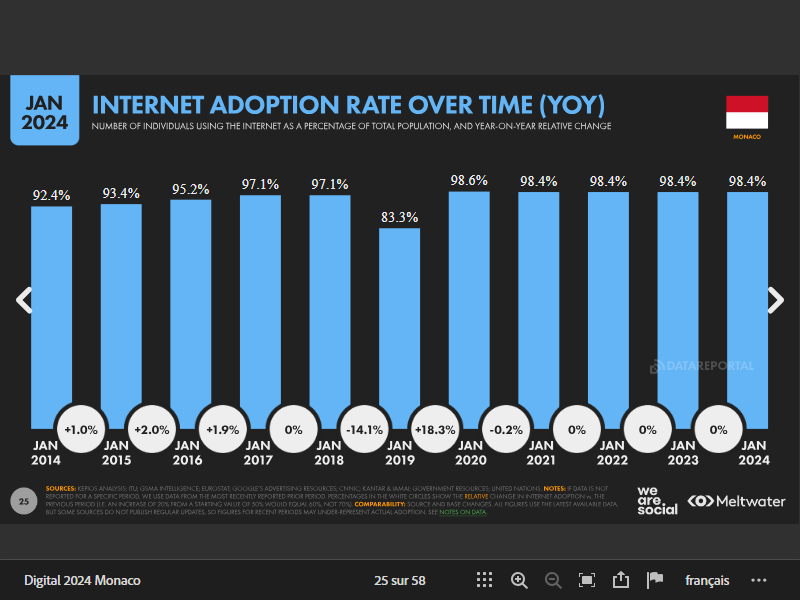 JAN
2024
INTERNET ADOPTION RATE OVER TIME (YOY)
NUMBER OF INDIVIDUALS USING THE INTERNET AS A PERCENTAGE OF TOTAL POPULATION, AND YEAR-ON-YEAR RELATIVE CHANGE
MONACO
92.4% 93.4% 95.2% 97.1% 97.1% 83.3% 98.6% 98.4% 98.4% 98.4% 98.4%
DATAREPORTAL
+1.0% +2.0% +1.9% 0% -14.1% +18.3% -0.2% 0% 0% 0%
JAN JAN JAN JAN JAN JAN JAN JAN JAN JAN JAN
2014 2015 2016 2017 2018 2019 2020 2021 2022 2023 2024
25
SOURCES: KEPIOS ANALYSIS; ITU; GSMA INTELLIGENCE; EUROSTAT; GOOGLE'S ADVERTISING RESOURCES; CNNIC; KANTAR & IAMAI; GOVERNMENT RESOURCES; UNITED NATIONS. NOTES: IF DATA IS NOT
REPORTED FOR A SPECIFIC PERIOD, WE USE DATA FROM THE MOST RECENTLY REPORTED PRIOR PERIOD. PERCENTAGES IN THE WHITE CIRCLES SHOW THE RELATIVE CHANGE IN INTERNET ADOPTION vs. THE
PREVIOUS PERIOD (I.E. AN INCREASE OF 20% FROM A STARTING VALUE OF 50% WOULD EQUAL 60%, NOT 70%). COMPARABILITY: SOURCE AND BASE CHANGES. ALL FIGURES USE THE LATEST AVAILABLE DATA,
BUT SOME SOURCES DO NOT PUBLISH REGULAR UPDATES, SO FIGURES FOR RECENT PERIODS MAY UNDER-REPRESENT ACTUAL ADOPTION. SEE NOTES ON DATA.
we
are.
social
Meltwater
Digital 2024 Monaco
25 sur 58
français